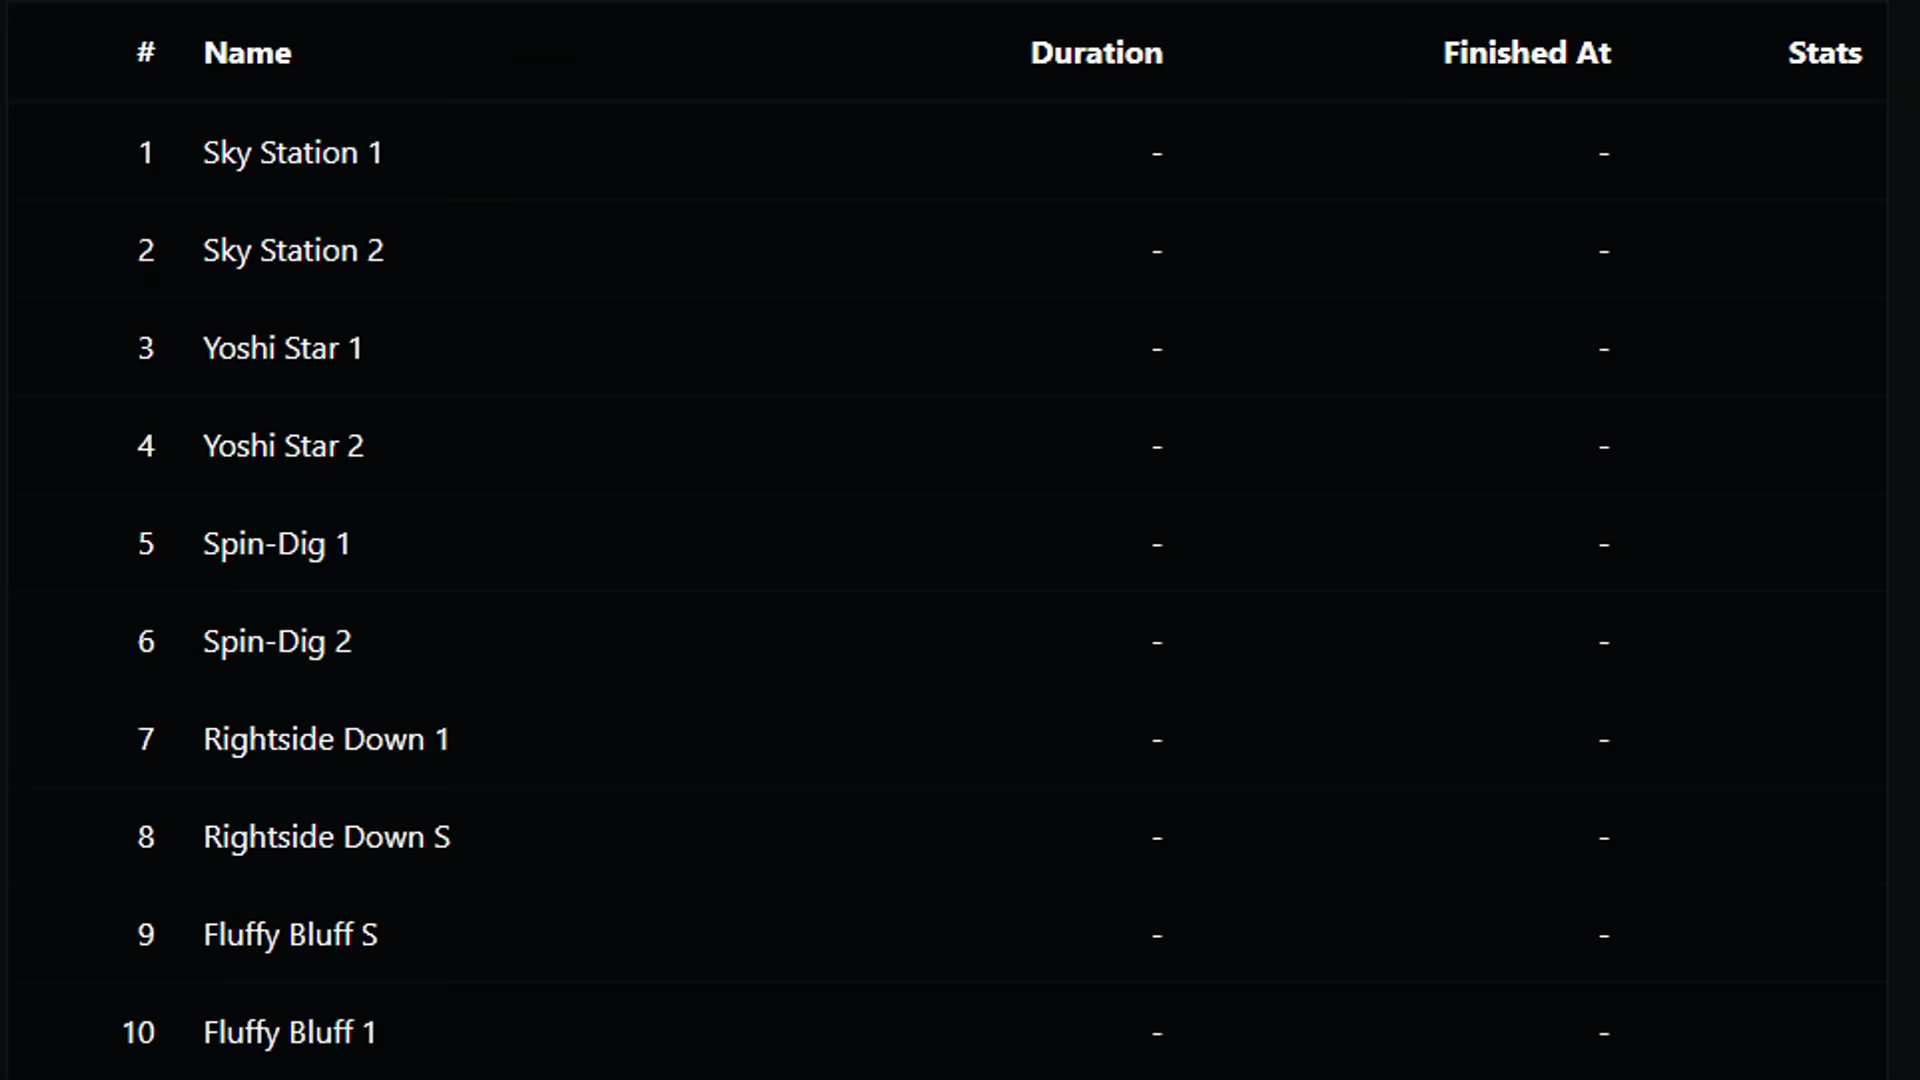 # Name Duration Finished At Stats
1 Sky Station 1 - -
2 Sky Station 2 - -
3 Yoshi Star 1 - -
4 Yoshi Star 2 - -
5 Spin-Dig 1 - -
6 Spin-Dig 2 - -
7 Rightside Down 1 - -
8 Rightside Down S - -
9 Fluffy Bluff S - -
10 Fluffy Bluff 1 - -